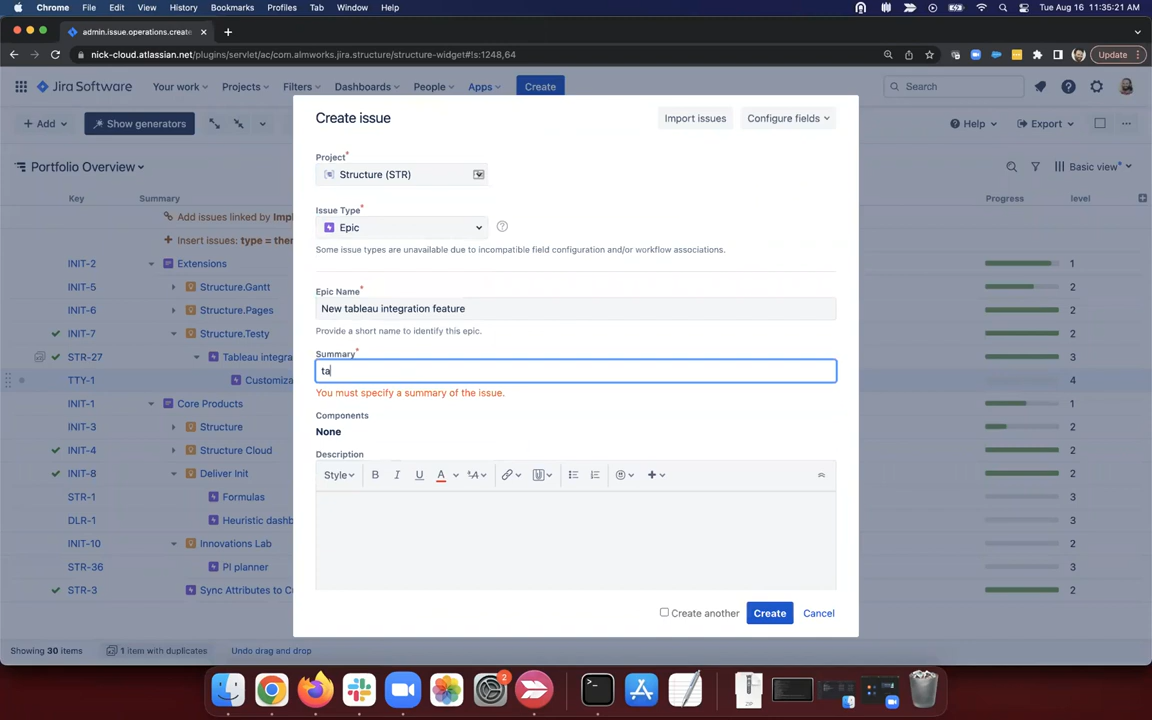 Chrome File Edit View History Bookmarks Profiles Tab Window Help Tue Aug 16 11:35:21 AM
admin.issue.operations.create
nick-cloud.atlassian.net/plugins/servlet/ac/com.almworks.jira.structure/structure-widget#!s:1248,64 Update
Jira Software Your work Projects Filters Dashboards People Apps Create Search
Add Show generators Help Export
Create issue Import issues Configure fields
Portfolio Overview Basic view*
Project*
Structure (STR)
Key Summary Progress level
Issue Type*
Add issues linked by Impl
Epic
Insert issues: type = them
Some issue types are unavailable due to incompatible field configuration and/or workflow associations.
INIT-2 Extensions 1
INIT-5 Structure.Gantt 2
Epic Name*
New tableau integration feature
INIT-6 Structure.Pages 2
Provide a short name to identify this epic.
INIT-7 Structure.Testy 2
Summary*
STR-27 Tableau integra 3
ta
TTY-1 Customiza 4
You must specify a summary of the issue.
INIT-1 Core Products 1
Components
None
INIT-3 Structure 2
INIT-4 Structure Cloud 2
Description
INIT-8 Deliver Init 2
Style B I U A
STR-1 Formulas 3
DLR-1 Heuristic dashb 3
INIT-10 Innovations Lab 2
STR-36 PI planner 3
STR-3 Sync Attributes to C 2
Create another Create Cancel
Showing 30 items 1 item with duplicates Undo drag and drop
2
ZIP